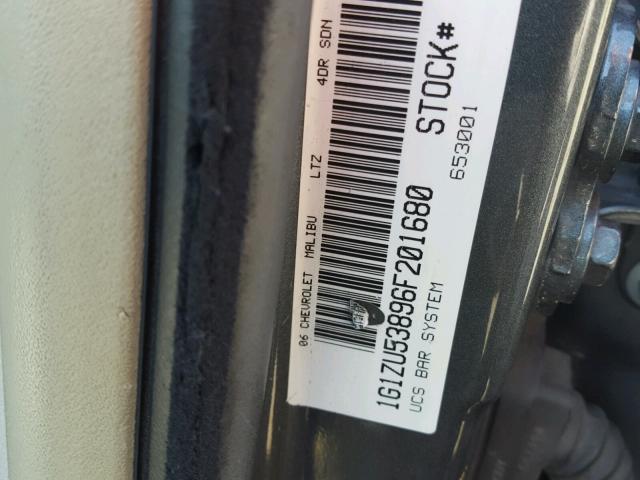 06 CHEVROLET MALIBU LTZ 4DR SDN
1G1ZU53896F201680 STOCK#
UCS BAR SYSTEM 653001